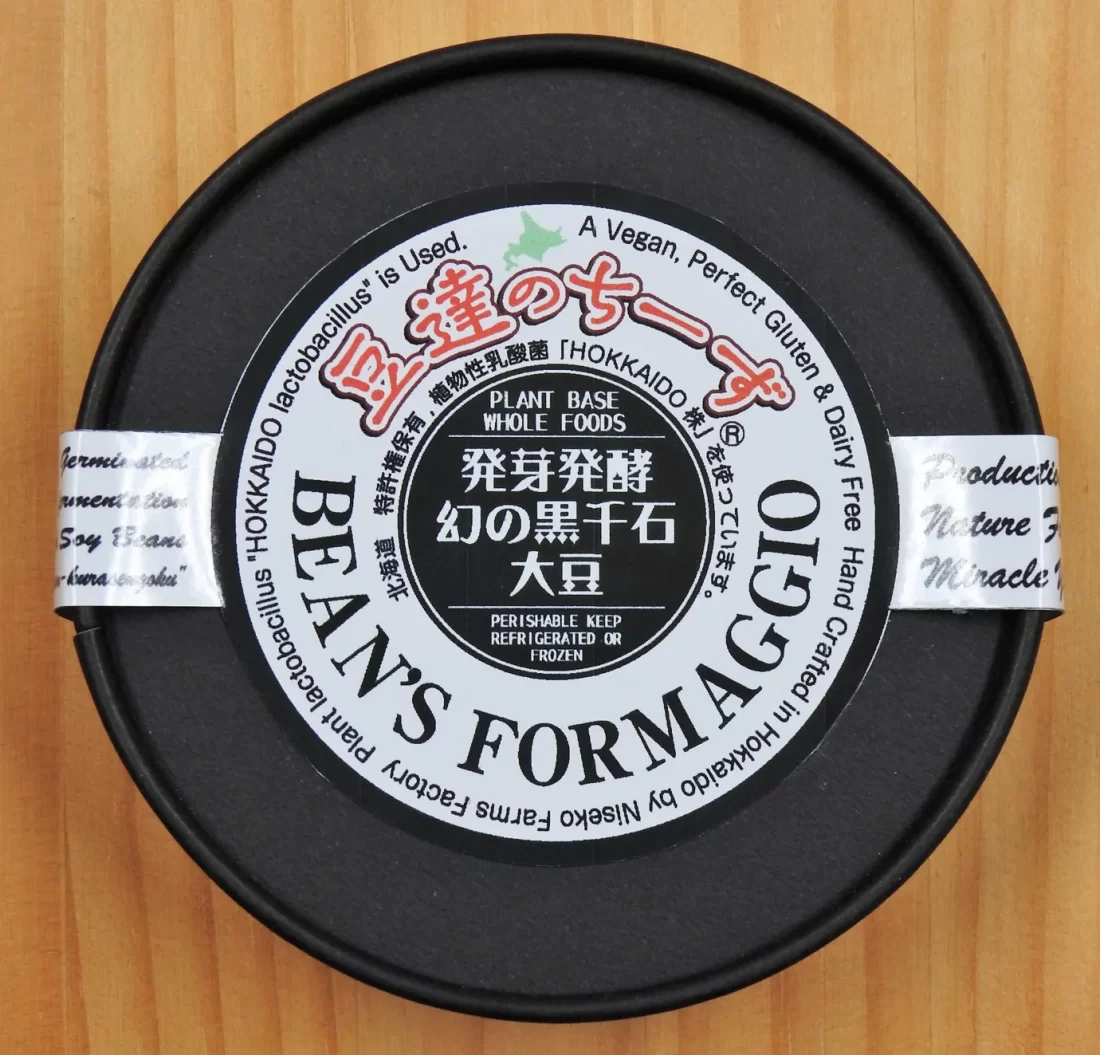 A Vegan, Perfect Gluten & Dairy Free Hand Crafted in Hokkaido by Niseko Farms Factory Plant lactobacillus "HOKKAIDO lactobacillus" is Used.
豆達のちーず
®
北海道 特許権保有,植物性乳酸菌「HOKKAIDO株」を使っています。
PLANT BASE
WHOLE FOODS
発芽発酵
幻の黒千石
大豆
PERISHABLE KEEP
REFRIGERATED OR
FROZEN
BEAN'S FORMAGGIO
Germinated
Soy Beans
Nature
Miracle